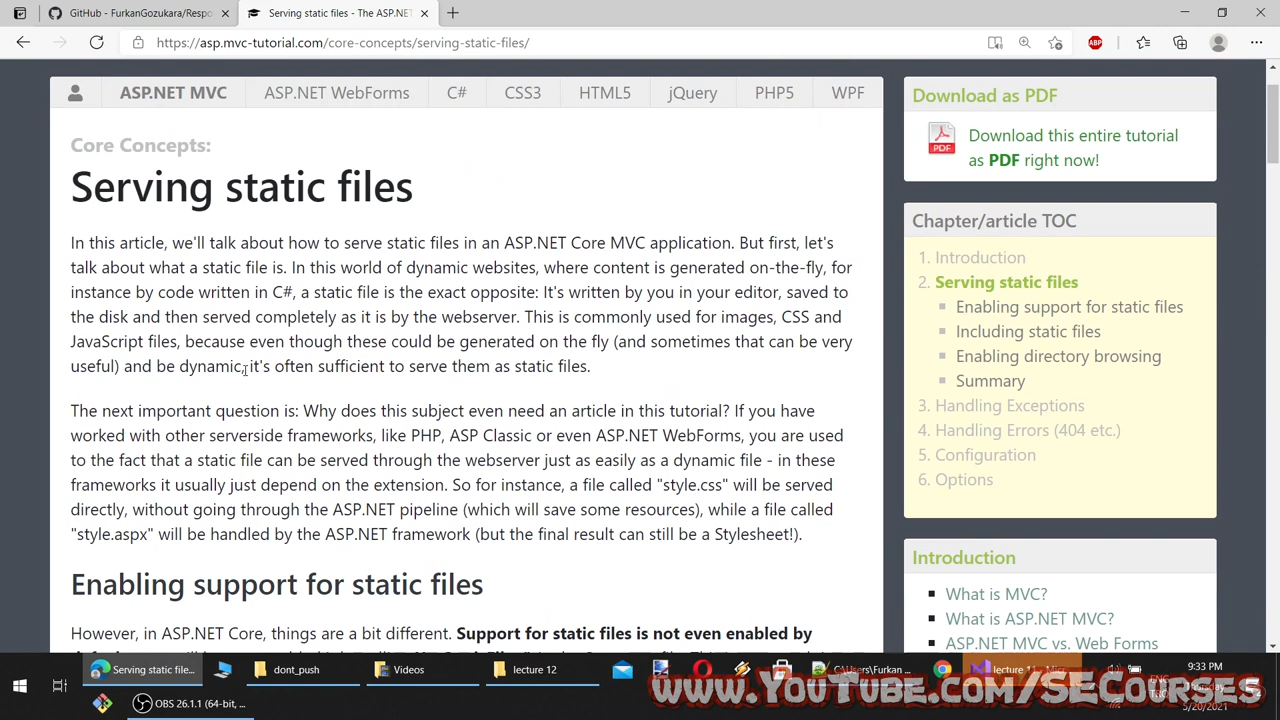 GitHub - FurkanGozukara/Respo
Serving static files - The ASP.NET
https://asp.mvc-tutorial.com/core-concepts/serving-static-files/
ABP
ASP.NET MVC ASP.NET WebForms C# CSS3 HTML5 jQuery PHP5 WPF
Core Concepts:
Serving static files
In this article, we'll talk about how to serve static files in an ASP.NET Core MVC application. But first, let's
talk about what a static file is. In this world of dynamic websites, where content is generated on-the-fly, for
instance by code written in C#, a static file is the exact opposite: It's written by you in your editor, saved to
the disk and then served completely as it is by the webserver. This is commonly used for images, CSS and
JavaScript files, because even though these could be generated on the fly (and sometimes that can be very
useful) and be dynamic, it's often sufficient to serve them as static files.
The next important question is: Why does this subject even need an article in this tutorial? If you have
worked with other serverside frameworks, like PHP, ASP Classic or even ASP.NET WebForms, you are used
to the fact that a static file can be served through the webserver just as easily as a dynamic file - in these
frameworks it usually just depend on the extension. So for instance, a file called "style.css" will be served
directly, without going through the ASP.NET pipeline (which will save some resources), while a file called
"style.aspx" will be handled by the ASP.NET framework (but the final result can still be a Stylesheet!).
Enabling support for static files
However, in ASP.NET Core, things are a bit different. Support for static files is not even enabled by
Download as PDF
PDF
Download this entire tutorial
as PDF right now!
Chapter/article TOC
1. Introduction
2. Serving static files
Enabling support for static files
Including static files
Enabling directory browsing
Summary
3. Handling Exceptions
4. Handling Errors (404 etc.)
5. Configuration
6. Options
Introduction
What is MVC?
What is ASP.NET MVC?
ASP.NET MVC vs. Web Forms
Serving static file... dont_push Videos lecture 12 C:\Users\Furkan ... lecture 11 - Micr... ENG 9:33 PM
Thursday
5/20/2021
OBS 26.1.1 (64-bit, ...
www.YouTube.com/SECourses